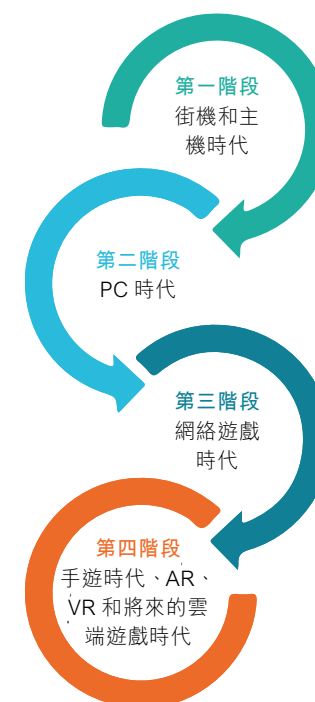 第一階段
街機和主
機時代
第二階段
PC 時代
第三階段
網絡遊戲
時代
第四階段
手遊時代、AR、
VR 和將來的雲
端遊戲時代